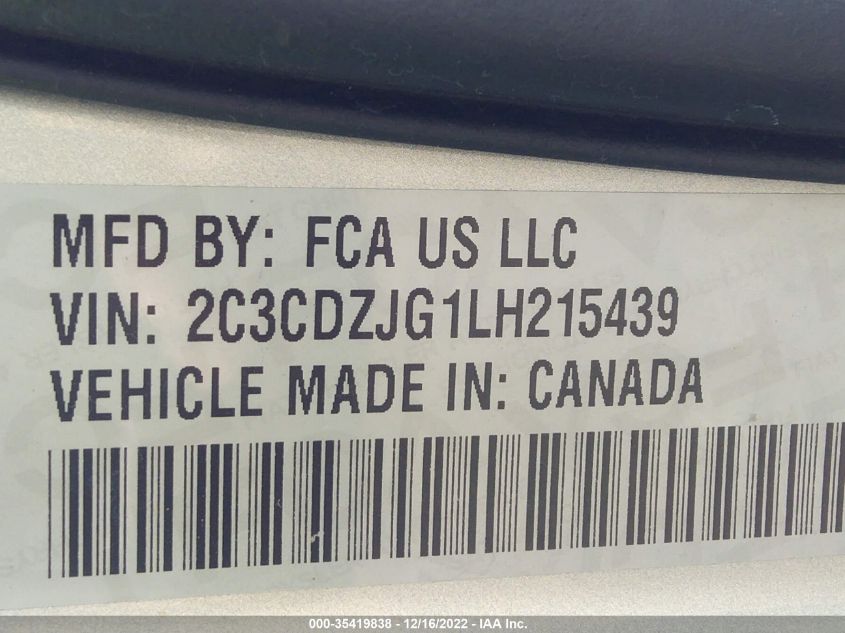 MFD BY: FCA US LLC
VIN: 2C3CDZJG1LH215439
VEHICLE MADE IN: CANADA
000-35419838 - 12/16/2022 - IAA Inc.